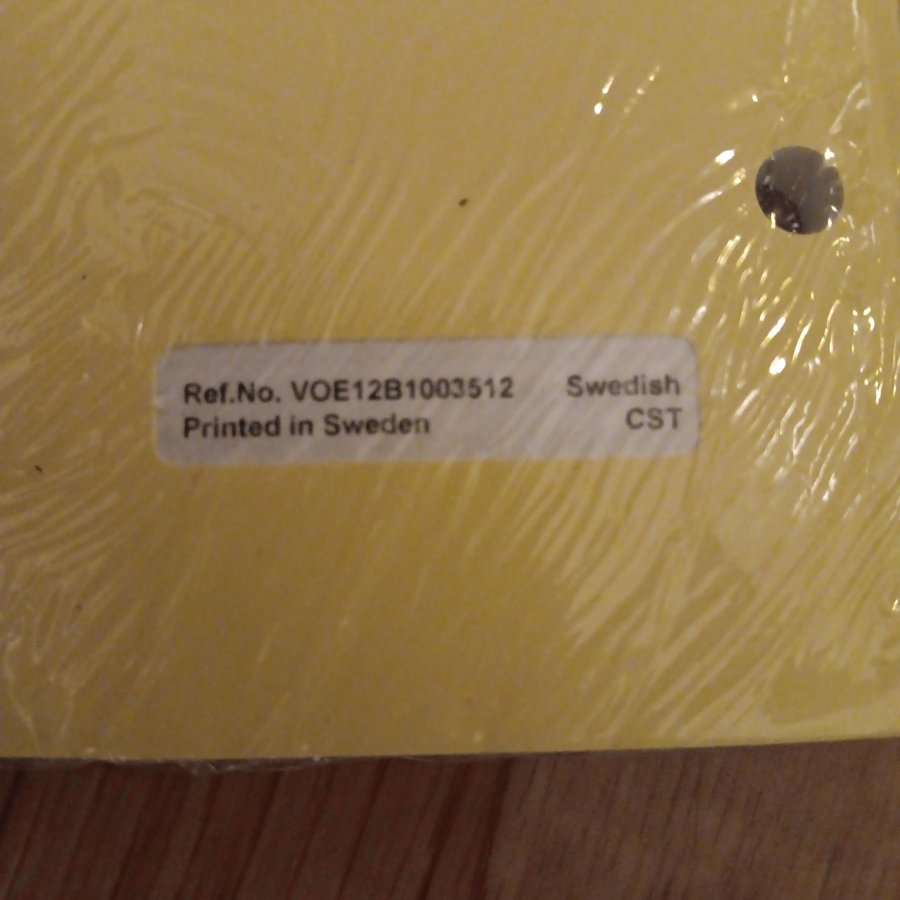 Ref.No. VOE12B1003512 Swedish
Printed in Sweden CST